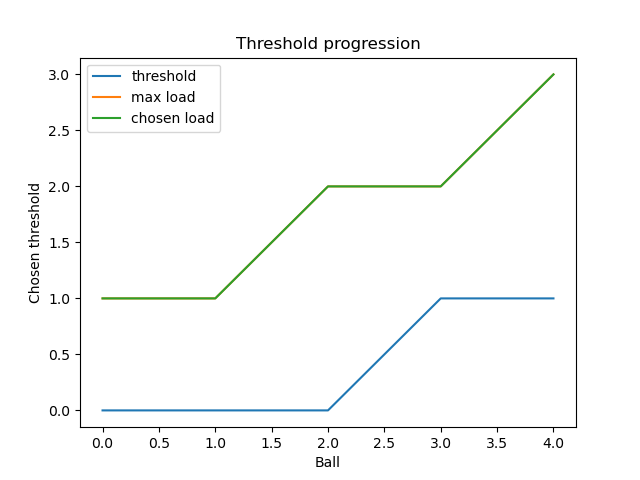 Threshold progression
threshold
max load
chosen load
3.0
2.5
2.0
1.5
1.0
0.5
0.0
Chosen threshold
0.0 0.5 1.0 1.5 2.0 2.5 3.0 3.5 4.0
Ball